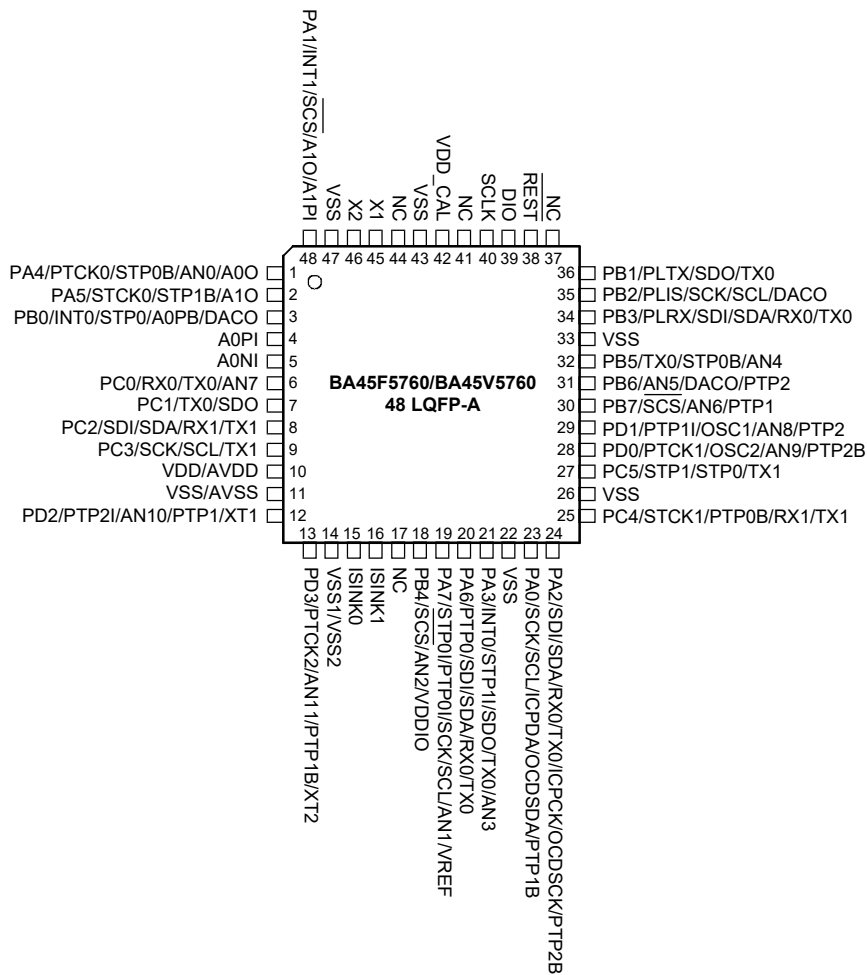 PA1/INT1/SCS/A1O/A1PI
VSS
X2
X1
NC
VSS
VDD_CAL
NC
SCLK
DIO
REST
NC
48 47 46 45 44 43 42 41 40 39 38 37
PA4/PTCK0/STP0B/AN0/A0O 1
PA5/STCK0/STP1B/A1O 2
PB0/INT0/STP0/A0PB/DACO 3
A0PI 4
A0NI 5
PC0/RX0/TX0/AN7 6
PC1/TX0/SDO 7
PC2/SDI/SDA/RX1/TX1 8
PC3/SCK/SCL/TX1 9
VDD/AVDD 10
VSS/AVSS 11
PD2/PTP2I/AN10/PTP1/XT1 12
BA45F5760/BA45V5760
48 LQFP-A
36 PB1/PLTX/SDO/TX0
35 PB2/PLIS/SCK/SCL/DACO
34 PB3/PLRX/SDI/SDA/RX0/TX0
33 VSS
32 PB5/TX0/STP0B/AN4
31 PB6/AN5/DACO/PTP2
30 PB7/SCS/AN6/PTP1
29 PD1/PTP1I/OSC1/AN8/PTP2
28 PD0/PTCK1/OSC2/AN9/PTP2B
27 PC5/STP1/STP0/TX1
26 VSS
25 PC4/STCK1/PTP0B/RX1/TX1
13 14 15 16 17 18 19 20 21 22 23 24
PD3/PTCK2/AN11/PTP1B/XT2
VSS1/VSS2
ISINK0
ISINK1
NC
PB4/SCS/AN2/VDDIO
PA7/STP0I/PTP0I/SCK/SCL/AN1/VREF
PA6/PTP0/SDI/SDA/RX0/TX0
PA3/INT0/STP1I/SDO/TX0/AN3
VSS
PA0/SCK/SCL/ICPDA/OCDSDA/PTP1B
PA2/SDI/SDA/RX0/TX0/ICPCK/OCDSCK/PTP2B